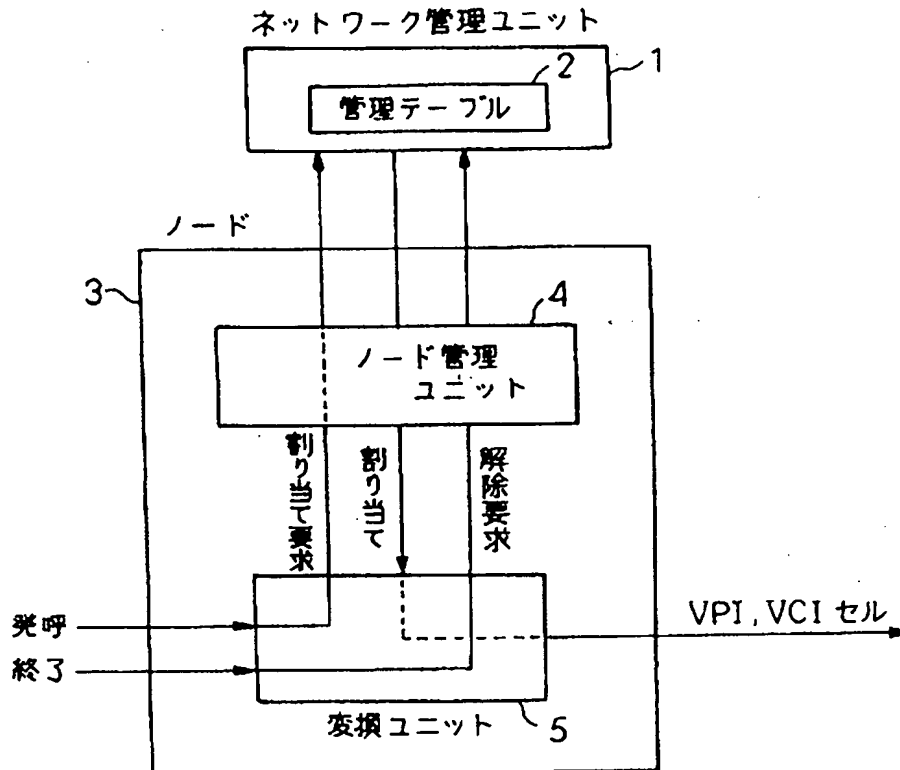 ネットワーク管理ユニット
1
2
管理テーブル
ノード
3
4
ノード管理
ユニット
割り当て要求
割り当て
解除要求
発呼
終了
VPI, VCI セル
変換ユニット
5